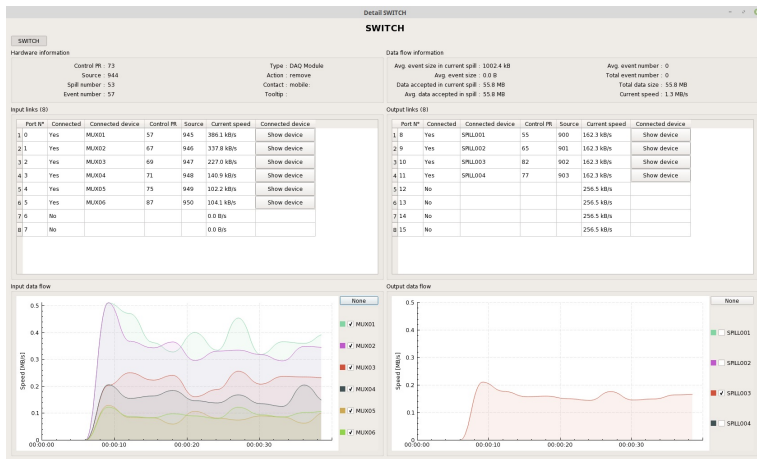 Detail SWITCH
SWITCH
SWITCH
Hardware information
Control PR : 73
Source : 944
Spill number : 53
Event number : 57
Type : DAQ Module
Action : remove
Contact : mobile:
Tooltip :
Data flow information
Avg. event size in current spill : 1002.4 kB
Avg. event size : 0.0 B
Data accepted in current spill : 55.8 MB
Avg. data accepted in spill : 55.8 MB
Avg. event number : 0
Total event number : 0
Total data size : 55.8 MB
Current speed : 1.3 MB/s
Input links (8)
Port N° Connected Connected device Control PR Source Current speed Connected device
1 0 Yes MUX01 57 945 386.1 kB/s Show device
2 1 Yes MUX02 67 946 337.8 kB/s Show device
3 2 Yes MUX03 69 947 227.0 kB/s Show device
4 3 Yes MUX04 71 948 140.9 kB/s Show device
5 4 Yes MUX05 75 949 102.2 kB/s Show device
6 5 Yes MUX06 87 950 104.1 kB/s Show device
7 6 No 0.0 B/s
8 7 No 0.0 B/s
Output links (8)
Port N° Connected Connected device Control PR Source Current speed Connected device
1 8 Yes SPILL001 55 900 162.3 kB/s Show device
2 9 Yes SPILL002 65 901 162.3 kB/s Show device
3 10 Yes SPILL003 82 902 162.3 kB/s Show device
4 11 Yes SPILL004 77 903 162.3 kB/s Show device
5 12 No 256.5 kB/s
6 13 No 256.5 kB/s
7 14 No 256.5 kB/s
8 15 No 256.5 kB/s
Input data flow
Speed [MB/s]
0.5
0.4
0.3
0.2
0.1
0
00:00:00 00:00:10 00:00:20 00:00:30
None
MUX01
MUX02
MUX03
MUX04
MUX05
MUX06
Output data flow
Speed [MB/s]
0.5
0.4
0.3
0.2
0.1
0
00:00:00 00:00:10 00:00:20 00:00:30
None
SPILL001
SPILL002
SPILL003
SPILL004